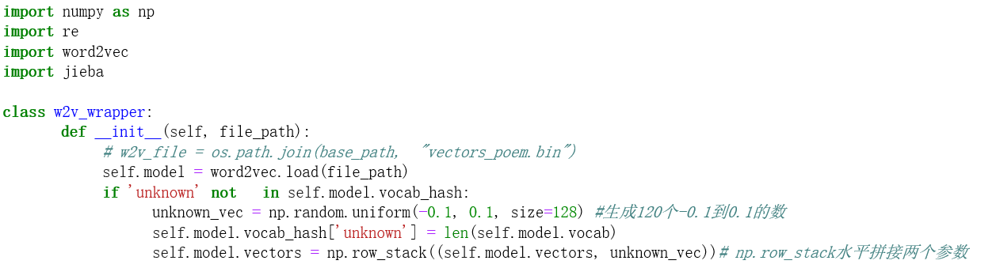 import numpy as np
import re
import word2vec
import jieba
class w2v_wrapper:
def __init__(self, file_path):
# w2v_file = os.path.join(base_path, "vectors_poem.bin")
self.model = word2vec.load(file_path)
if 'unknown' not in self.model.vocab_hash:
unknown_vec = np.random.uniform(-0.1, 0.1, size=128) #生成120个-0.1到0.1的数
self.model.vocab_hash['unknown'] = len(self.model.vocab)
self.model.vectors = np.row_stack((self.model.vectors, unknown_vec))# np.row_stack水平拼接两个参数